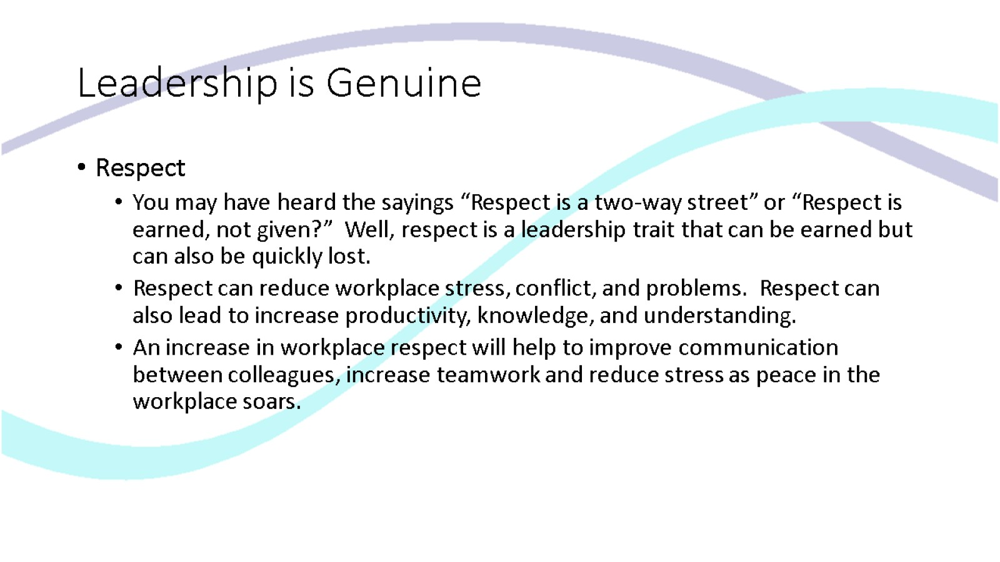 Leadership is Genuine
• Respect
• You may have heard the sayings “Respect is a two-way street” or “Respect is
earned, not given?”  Well, respect is a leadership trait that can be earned but
can also be quickly lost.
• Respect can reduce workplace stress, conflict, and problems.  Respect can
also lead to increase productivity, knowledge, and understanding.
• An increase in workplace respect will help to improve communication
between colleagues, increase teamwork and reduce stress as peace in the
workplace soars.